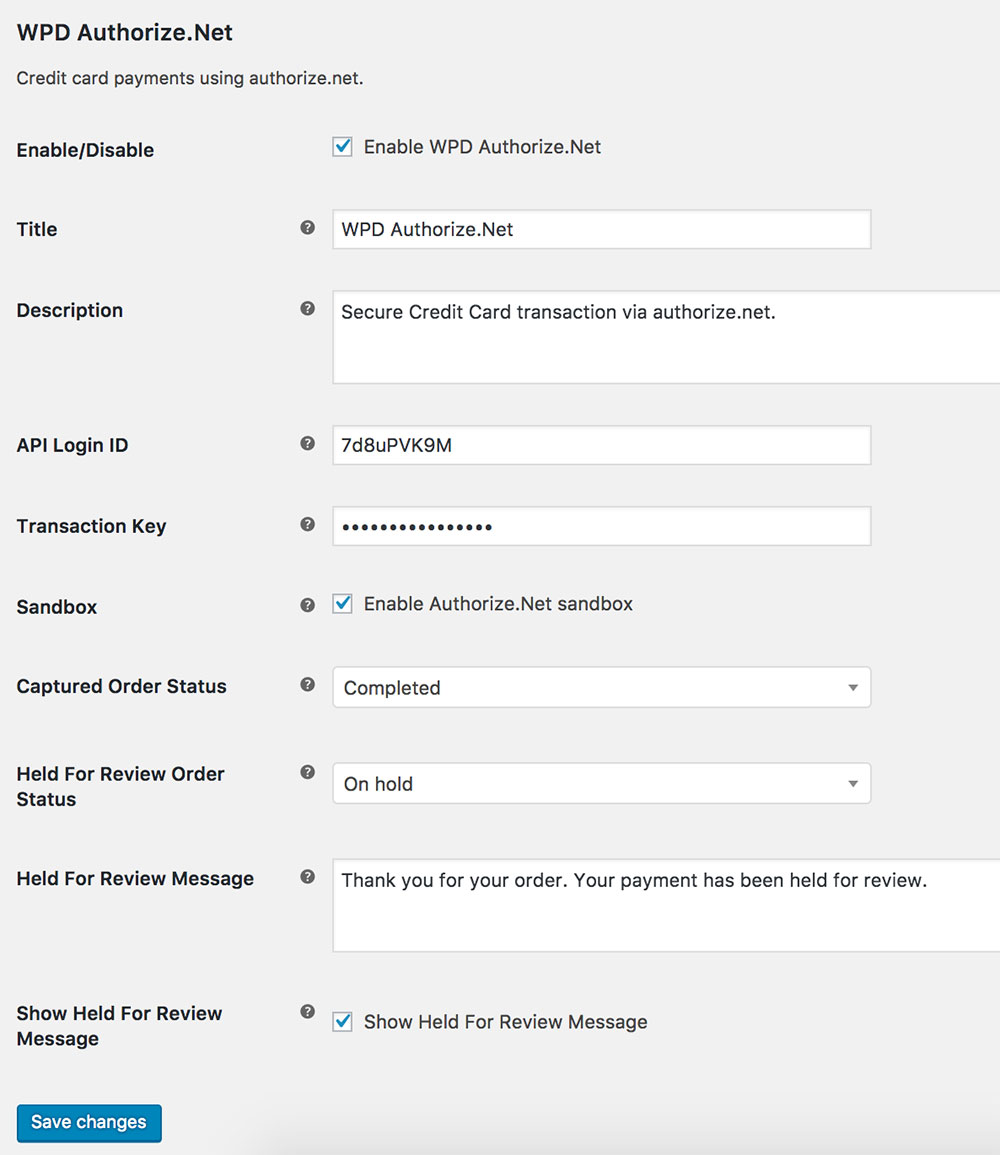 WPD Authorize.Net
Credit card payments using authorize.net.
Enable/Disable
Enable WPD Authorize.Net
Title
?
WPD Authorize.Net
Description
?
Secure Credit Card transaction via authorize.net.
API Login ID
?
7d8uPVK9M
Transaction Key
?
••••••••••••••••
Sandbox
?
Enable Authorize.Net sandbox
Captured Order Status
?
Completed
Held For Review Order
Status
?
On hold
Held For Review Message
?
Thank you for your order. Your payment has been held for review.
Show Held For Review
Message
?
Show Held For Review Message
Save changes